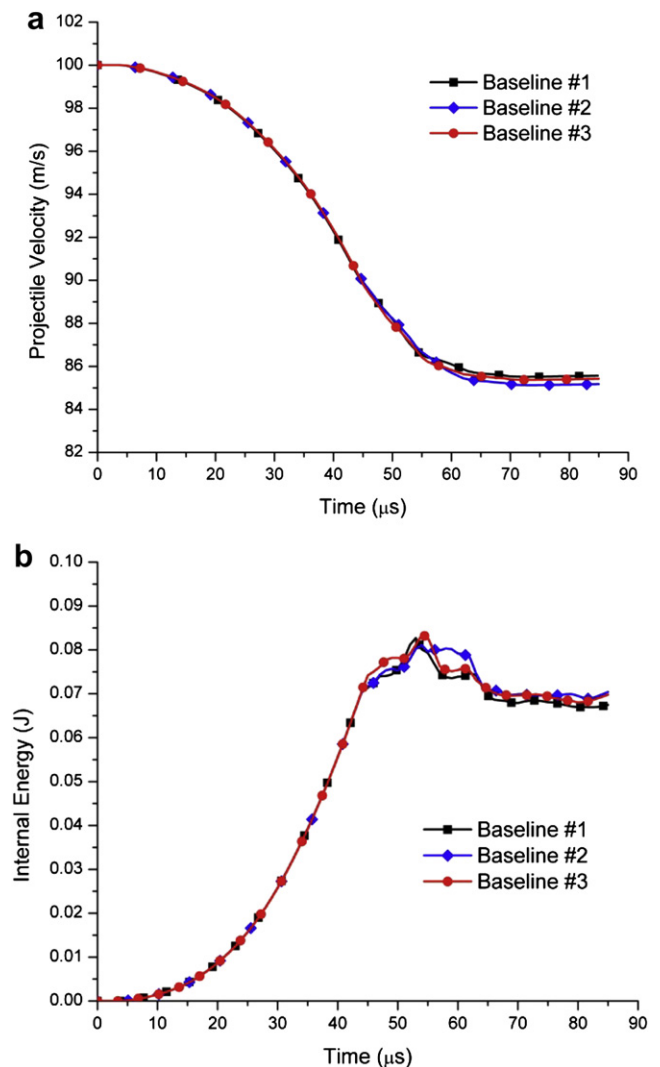 a
100
98
96
94
92
90
88
86
84
82
Projectile Velocity (m/s)
Baseline #1
Baseline #2
Baseline #3
0 10 20 30 40 50 60 70 80 90
Time (μs)
b
0.10
0.09
0.08
0.07
0.06
0.05
0.04
0.03
0.02
0.01
0.00
Internal Energy (J)
Baseline #1
Baseline #2
Baseline #3
0 10 20 30 40 50 60 70 80 90
Time (μs)